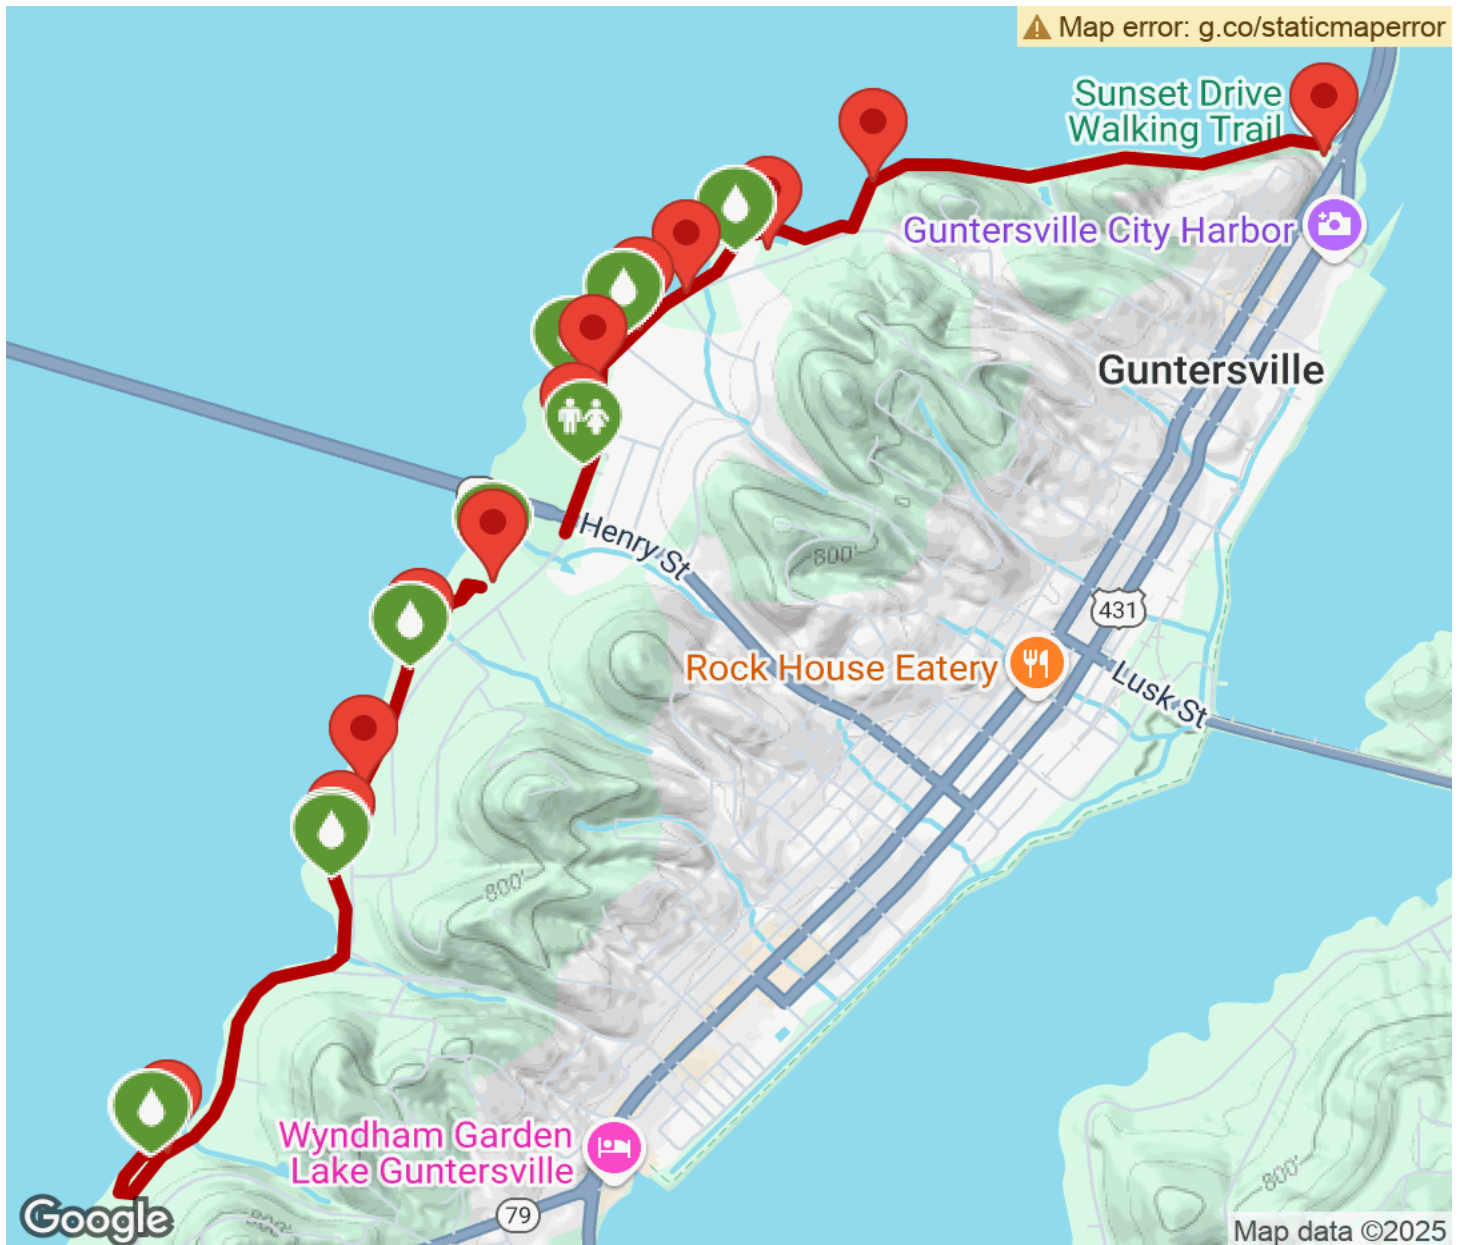 Map error: g.co/staticmaperror
Sunset Drive
Walking Trail
Guntersville City Harbor
Guntersville
Henry St
800'
431
Rock House Eatery
Lusk St
800'
Wyndham Garden
Lake Guntersville
800'
79
800'
Google
Map data ©2025